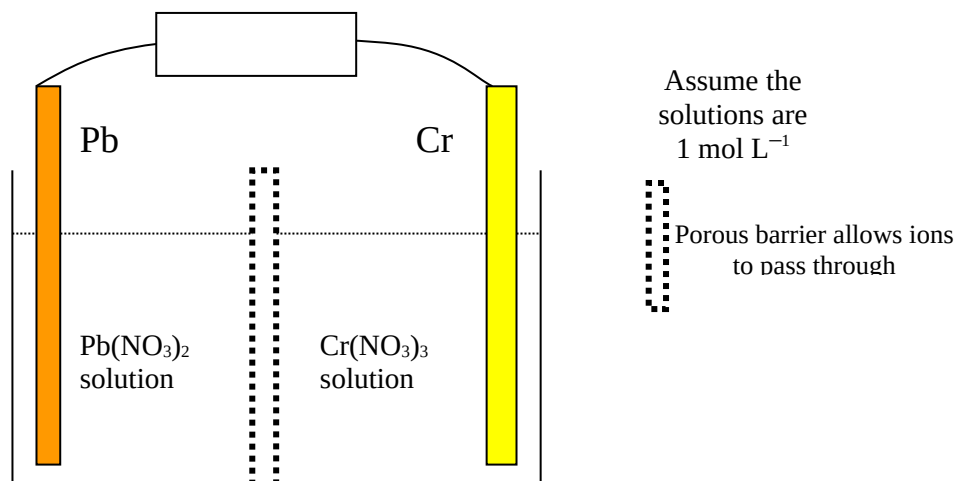 Pb
Cr
Assume the
solutions are
1 mol L⁻¹
Porous barrier allows ions
to pass through
Pb(NO₃)₂
solution
Cr(NO₃)₃
solution